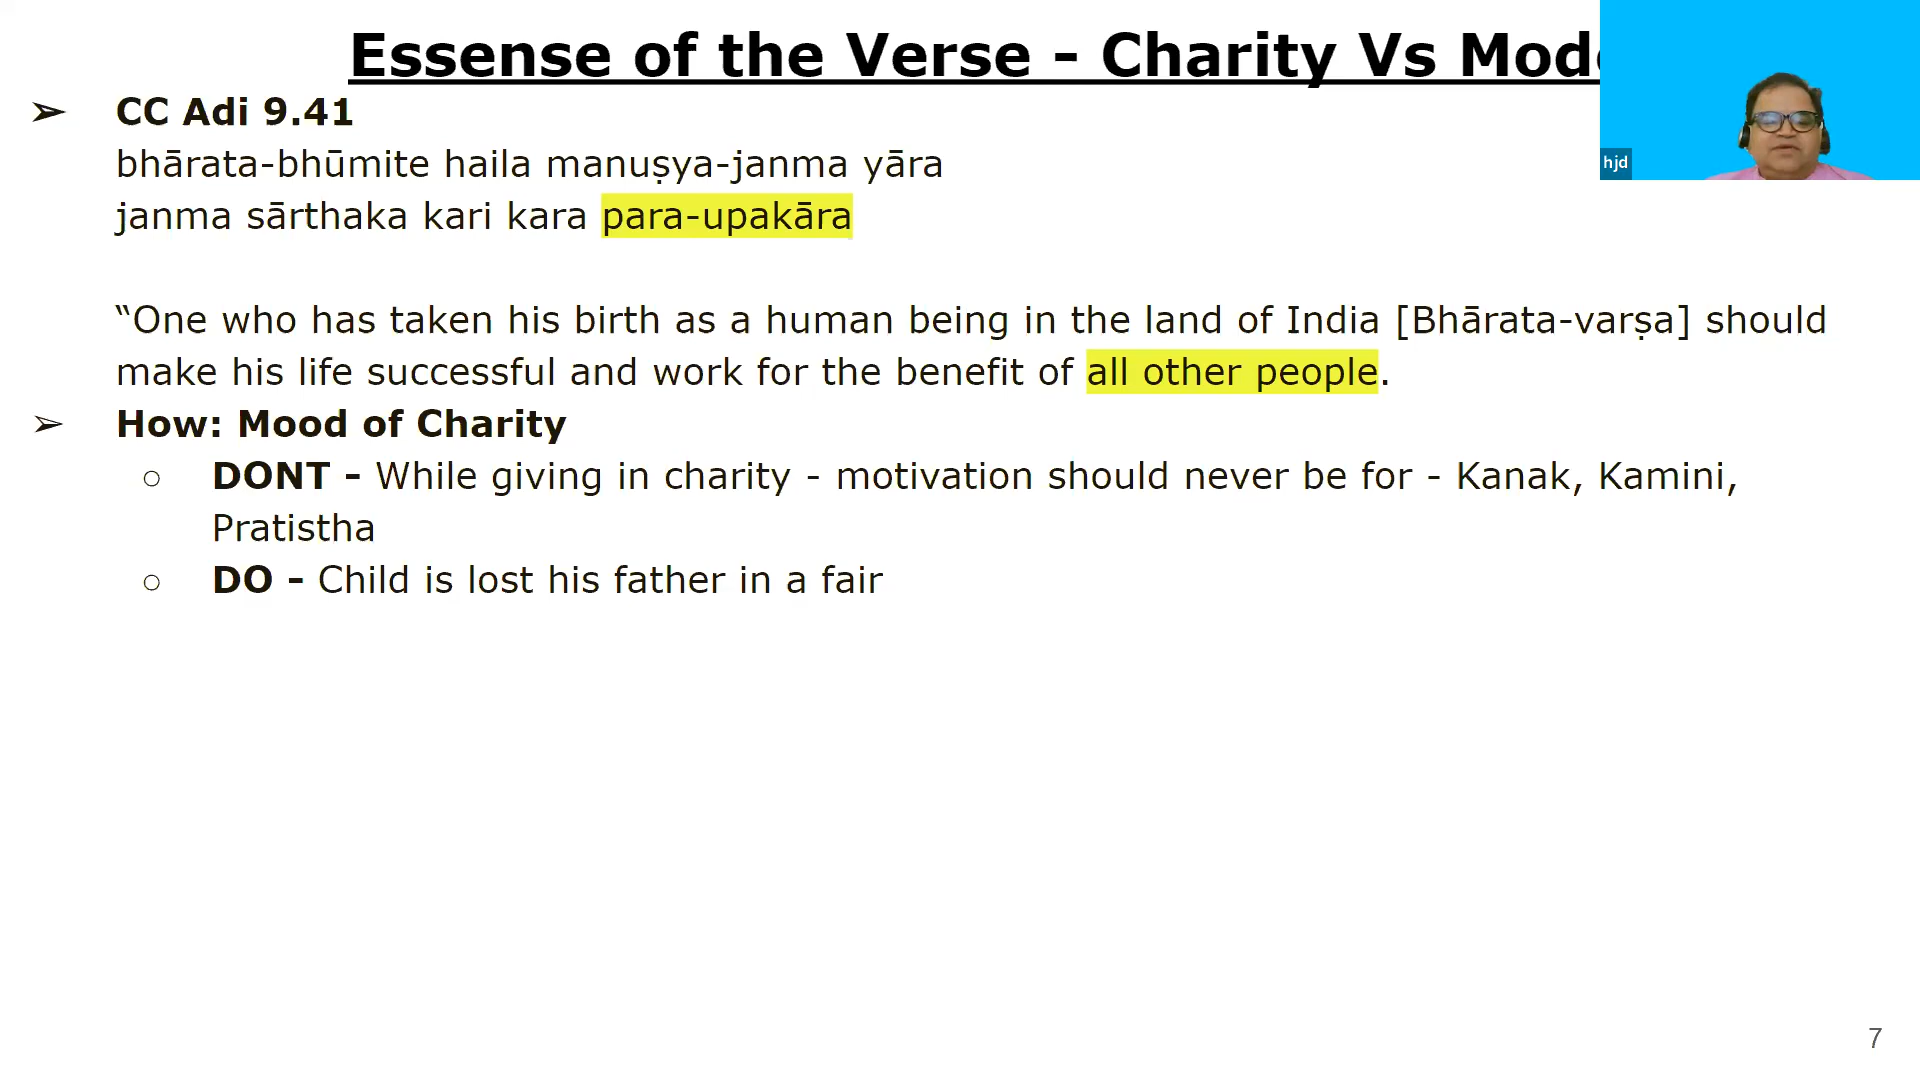 Essense of the Verse - Charity Vs
➢ CC Adi 9.41
bhārata-bhūmite haila manuṣya-janma yāra
janma sārthaka kari kara para-upakāra
“One who has taken his birth as a human being in the land of India [Bhārata-varṣa] should
make his life successful and work for the benefit of all other people.
➢ How: Mood of Charity
○ DONT - While giving in charity - motivation should never be for - Kanak, Kamini,
Pratistha
○ DO - Child is lost his father in a fair
hjd
7